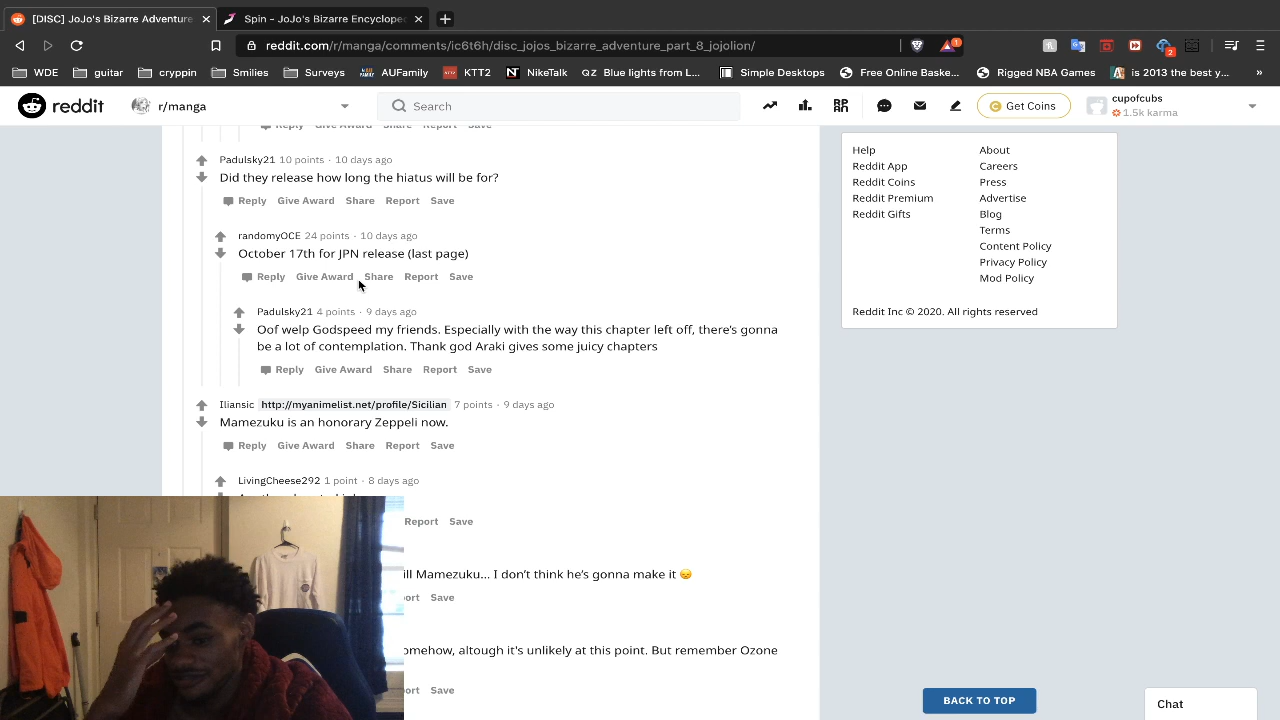 [DISC] JoJo's Bizarre Adventure
Spin - JoJo's Bizarre Encyclope
reddit.com/r/manga/comments/ic6t6h/disc_jojos_bizarre_adventure_part_8_jojolion/
1
2
WDE
guitar
cryppin
Smilies
Surveys
AUFamily
KTT2
NikeTalk
Blue lights from L...
Simple Desktops
Free Online Baske...
Rigged NBA Games
is 2013 the best y...
»
reddit
r/manga
Search
Get Coins
cupofcubs
1.5k karma
Reply Give Award Share Report Save
Padulsky21 10 points · 10 days ago
Did they release how long the hiatus will be for?
Reply Give Award Share Report Save
randomyOCE 24 points · 10 days ago
October 17th for JPN release (last page)
Reply Give Award Share Report Save
Padulsky21 4 points · 9 days ago
Oof welp Godspeed my friends. Especially with the way this chapter left off, there's gonna
be a lot of contemplation. Thank god Araki gives some juicy chapters
Reply Give Award Share Report Save
Iliansic http://myanimelist.net/profile/Sicilian 7 points · 9 days ago
Mamezuku is an honorary Zeppeli now.
Reply Give Award Share Report Save
LivingCheese292 1 point · 8 days ago
Report Save
ill Mamezuku... I don't think he's gonna make it 😞
ort Save
omehow, altough it's unlikely at this point. But remember Ozone
ort Save
Help
About
Reddit App
Careers
Reddit Coins
Press
Reddit Premium
Advertise
Reddit Gifts
Blog
Terms
Content Policy
Privacy Policy
Mod Policy
Reddit Inc © 2020. All rights reserved
BACK TO TOP
Chat